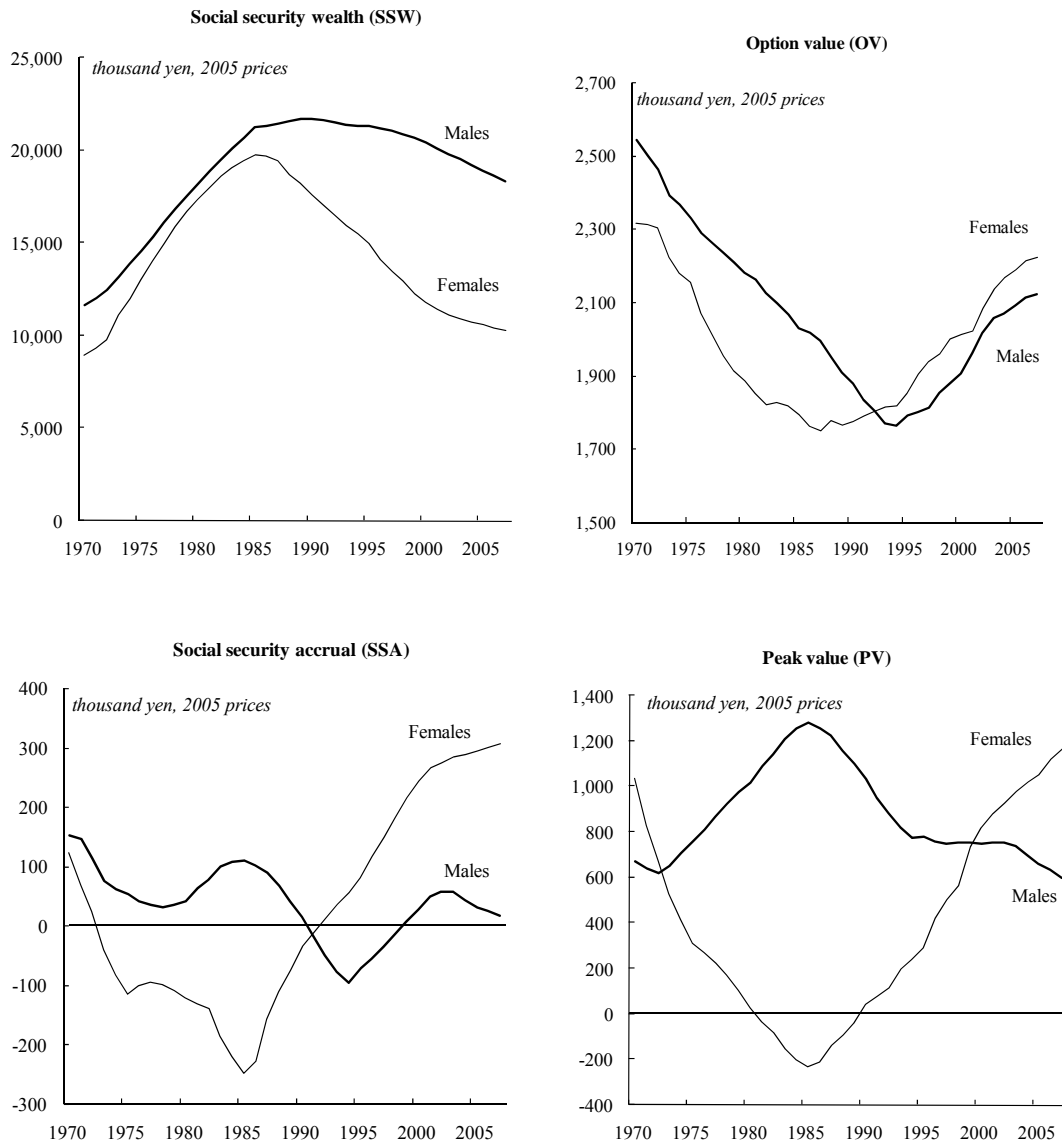 Social security wealth (SSW)
thousand yen, 2005 prices
25,000
20,000
15,000
10,000
5,000
0
Males
Females
1970 1975 1980 1985 1990 1995 2000 2005
Option value (OV)
thousand yen, 2005 prices
2,700
2,500
2,300
2,100
1,900
1,700
1,500
Females
Males
1970 1975 1980 1985 1990 1995 2000 2005
Social security accrual (SSA)
thousand yen, 2005 prices
400
300
200
100
0
-100
-200
-300
Females
Males
1970 1975 1980 1985 1990 1995 2000 2005
Peak value (PV)
thousand yen, 2005 prices
1,400
1,200
1,000
800
600
400
200
0
-200
-400
Females
Males
1970 1975 1980 1985 1990 1995 2000 2005